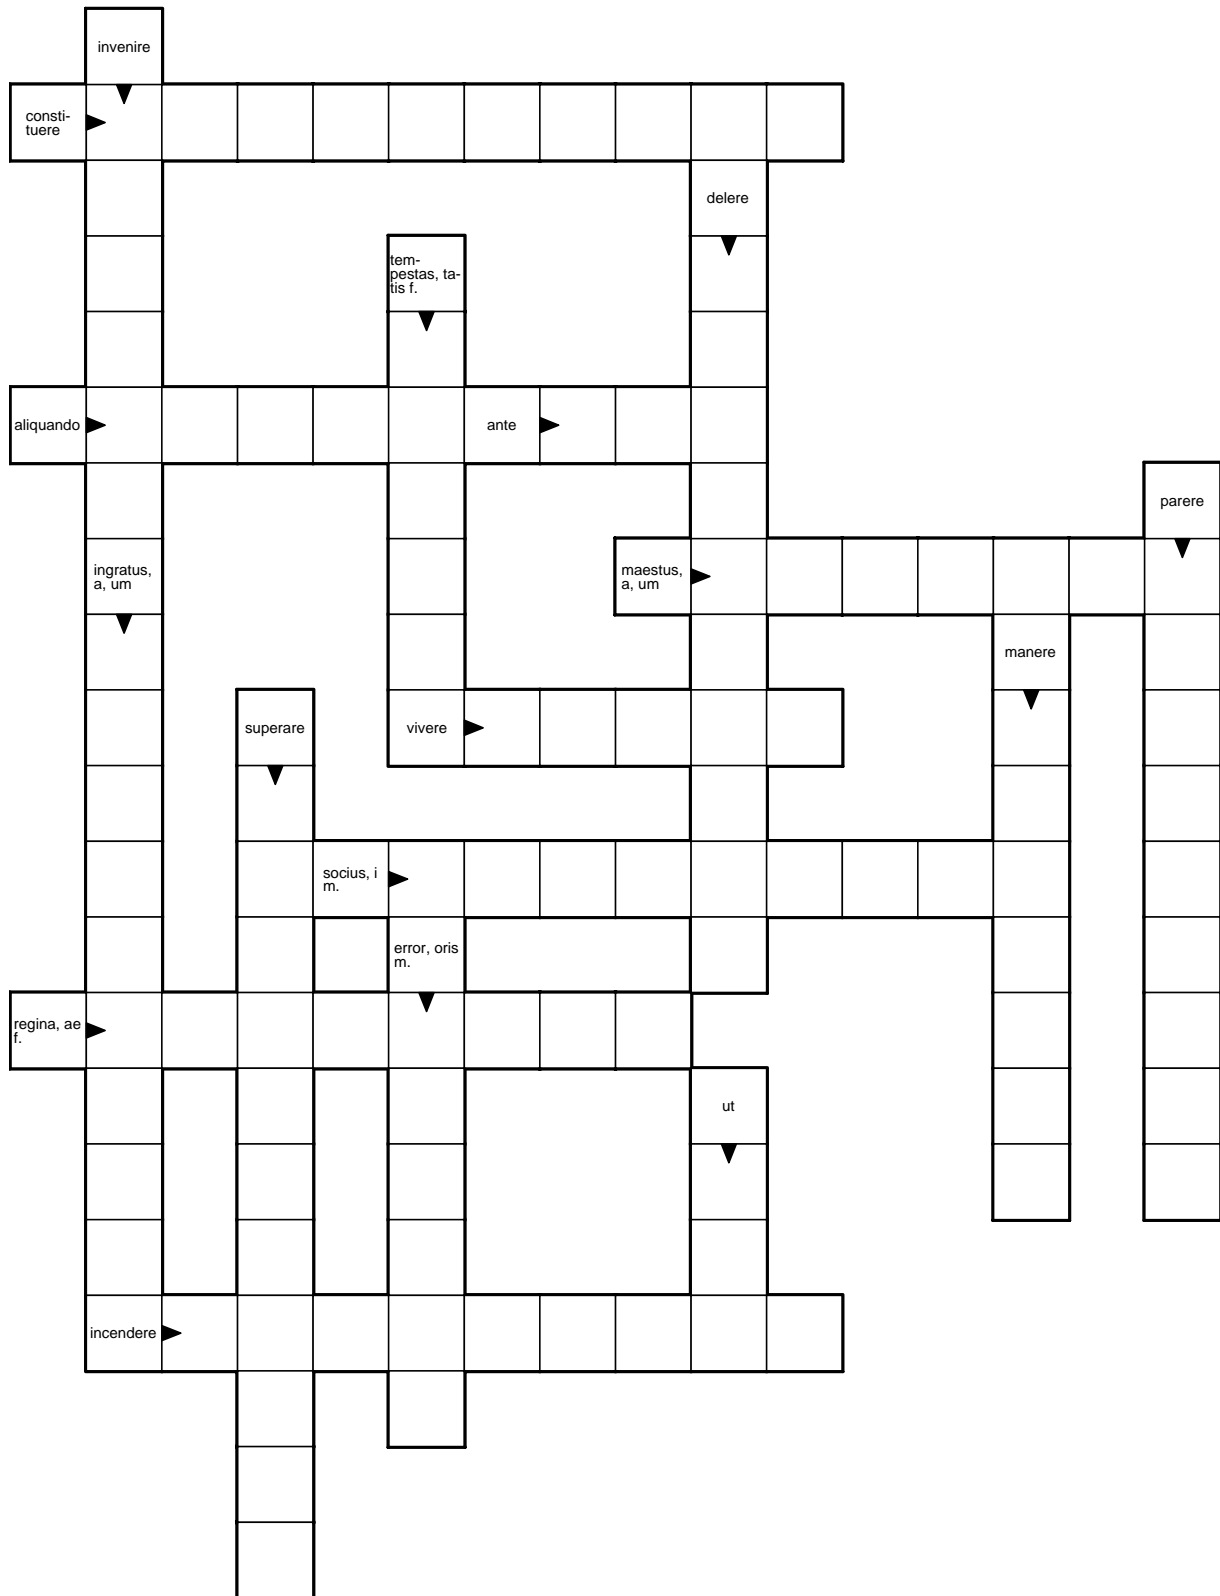 invenire
consti-
tuere
delere
tem-
pestas, ta-
tis f.
aliquando
ante
parere
ingratus,
a, um
maestus,
a, um
manere
superare
vivere
socius, i
m.
error, oris
m.
regina, ae
f.
ut
incendere